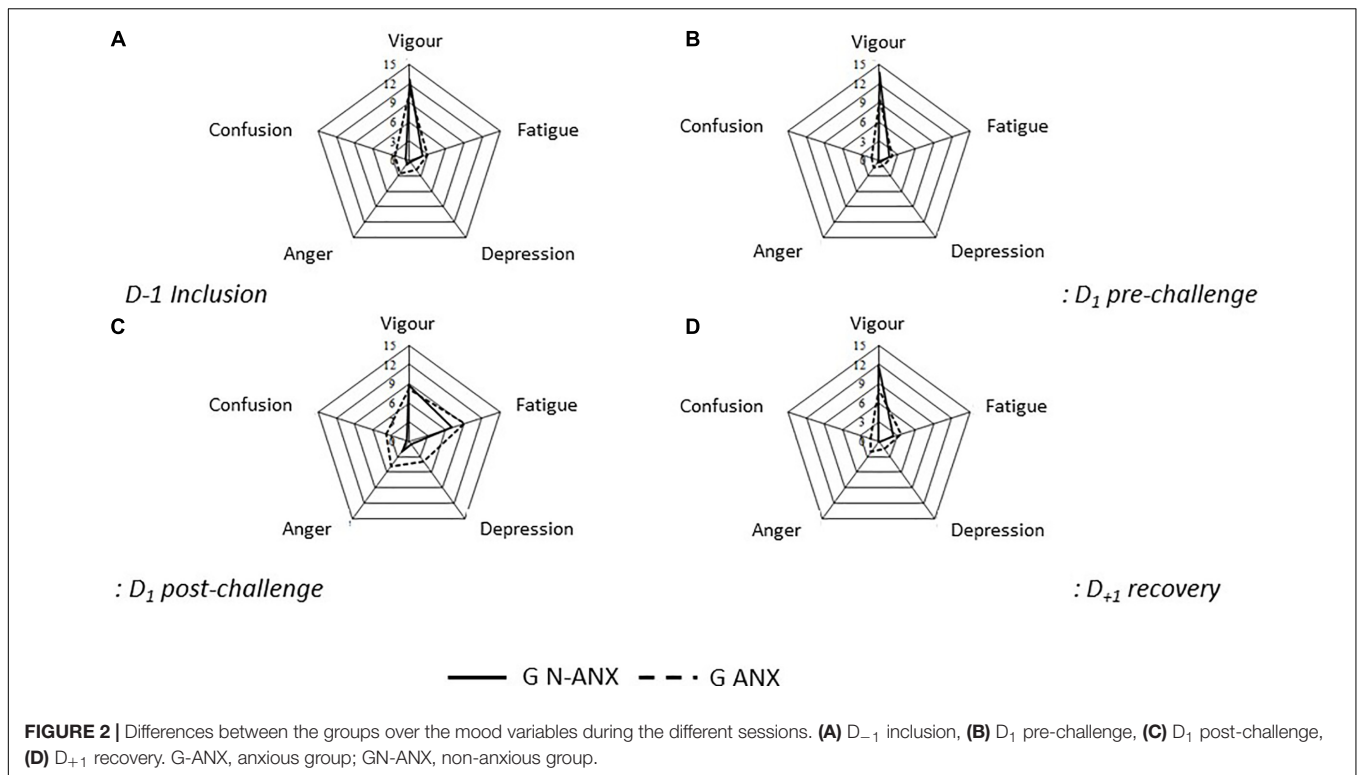 A
Vigour
15
12
9
6
3
0
Confusion
Fatigue
Anger
Depression
D-1 Inclusion
B
Vigour
15
12
9
6
3
0
Confusion
Fatigue
Anger
Depression
: D1 pre-challenge
C
Vigour
15
12
9
6
3
0
Confusion
Fatigue
Anger
Depression
: D1 post-challenge
D
Vigour
15
12
9
6
3
0
Confusion
Fatigue
Anger
Depression
: D+1 recovery
G N-ANX G ANX
FIGURE 2 | Differences between the groups over the mood variables during the different sessions. (A) D−1 inclusion, (B) D1 pre-challenge, (C) D1 post-challenge,
(D) D+1 recovery. G-ANX, anxious group; GN-ANX, non-anxious group.